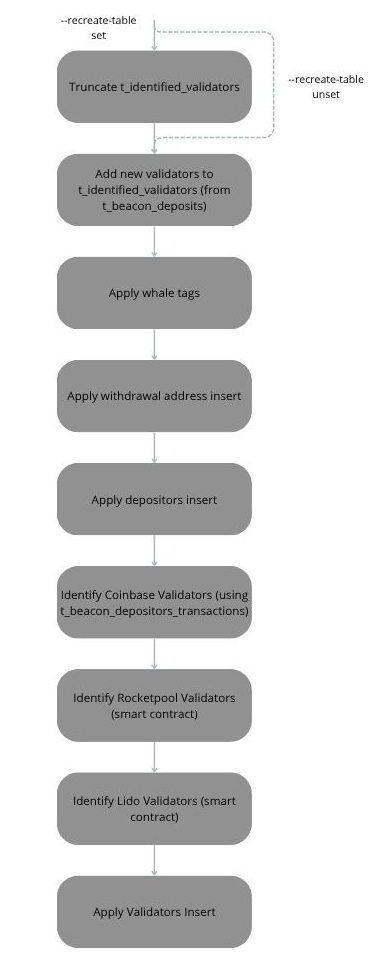 --recreate-table
set
--recreate-table
unset
Truncate t_identified_validators
Add new validators to
t_identified_validators (from
t_beacon_deposits)
Apply whale tags
Apply withdrawal address insert
Apply depositors insert
Identify Coinbase Validators (using
t_beacon_depositors_transactions)
Identify Rocketpool Validators
(smart contract)
Identify Lido Validators (smart
contract)
Apply Validators Insert